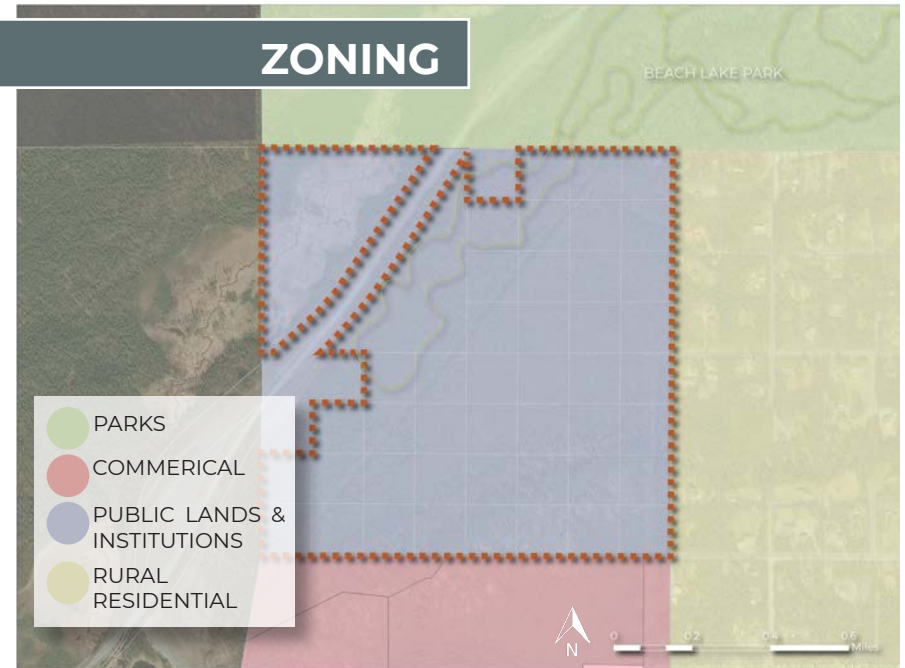 ZONING
BEACH LAKE PARK
PARKS
COMMERICAL
PUBLIC LANDS &
INSTITUTIONS
RURAL
RESIDENTIAL
N
0 0.2 0.4 0.6
Miles